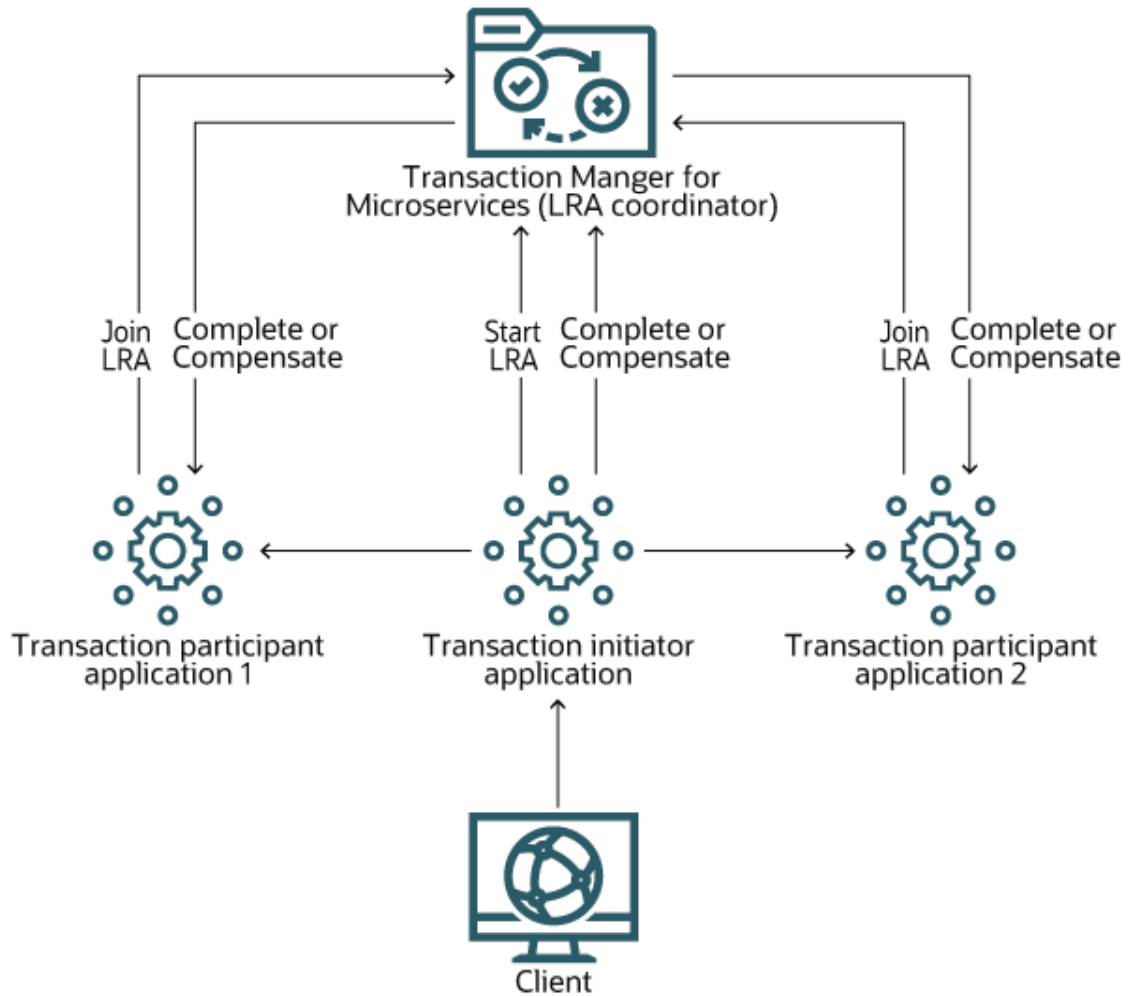 Transaction Manger for
Microservices (LRA coordinator)
Join
LRA
Complete or
Compensate
Start
LRA
Complete or
Compensate
Join
LRA
Complete or
Compensate
Transaction participant
application 1
Transaction initiator
application
Transaction participant
application 2
Client